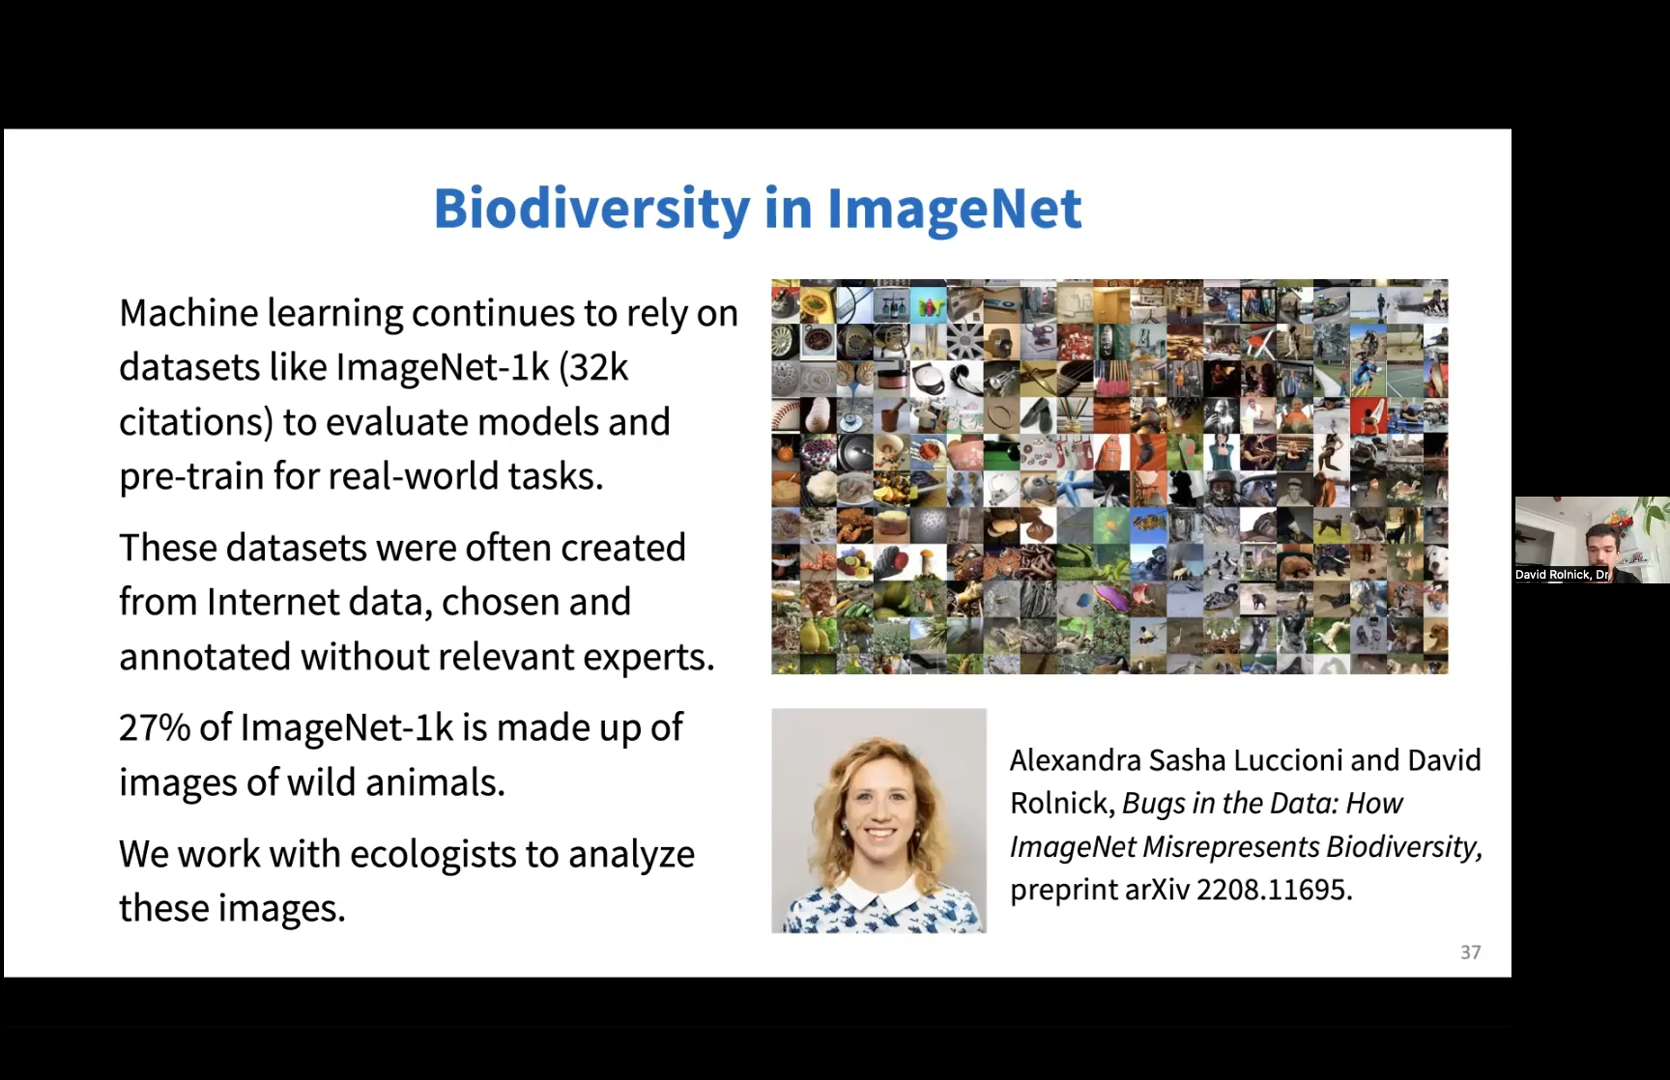 Biodiversity in ImageNet
Machine learning continues to rely on
datasets like ImageNet-1k (32k
citations) to evaluate models and
pre-train for real-world tasks.
These datasets were often created
from Internet data, chosen and
annotated without relevant experts.
27% of ImageNet-1k is made up of
images of wild animals.
We work with ecologists to analyze
these images.
Alexandra Sasha Luccioni and David
Rolnick, Bugs in the Data: How
ImageNet Misrepresents Biodiversity,
preprint arXiv 2208.11695.
37
David Rolnick, Dr